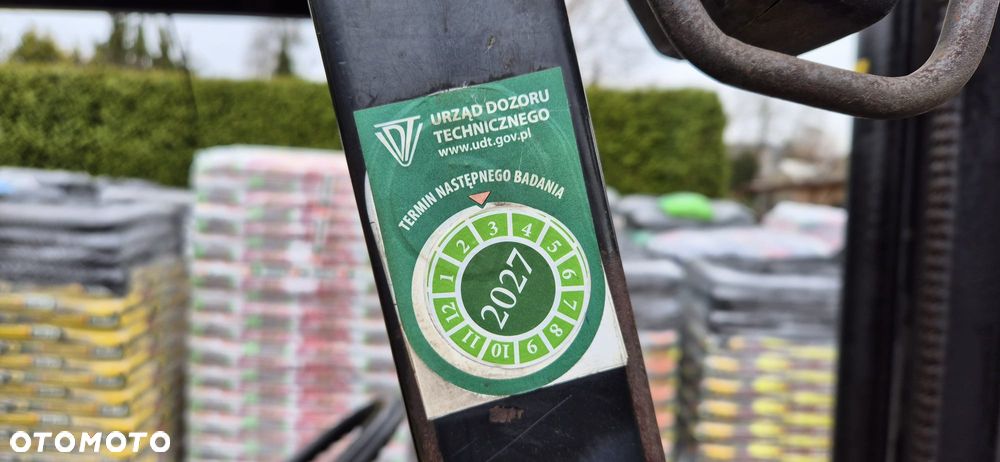 UDT
URZĄD DOZORU
TECHNICZNEGO
www.udt.gov.pl
TERMIN NASTĘPNEGO BADANIA
1 2 3 4 5 6 7 8 9 10 11 12
2027
OTOMOTO